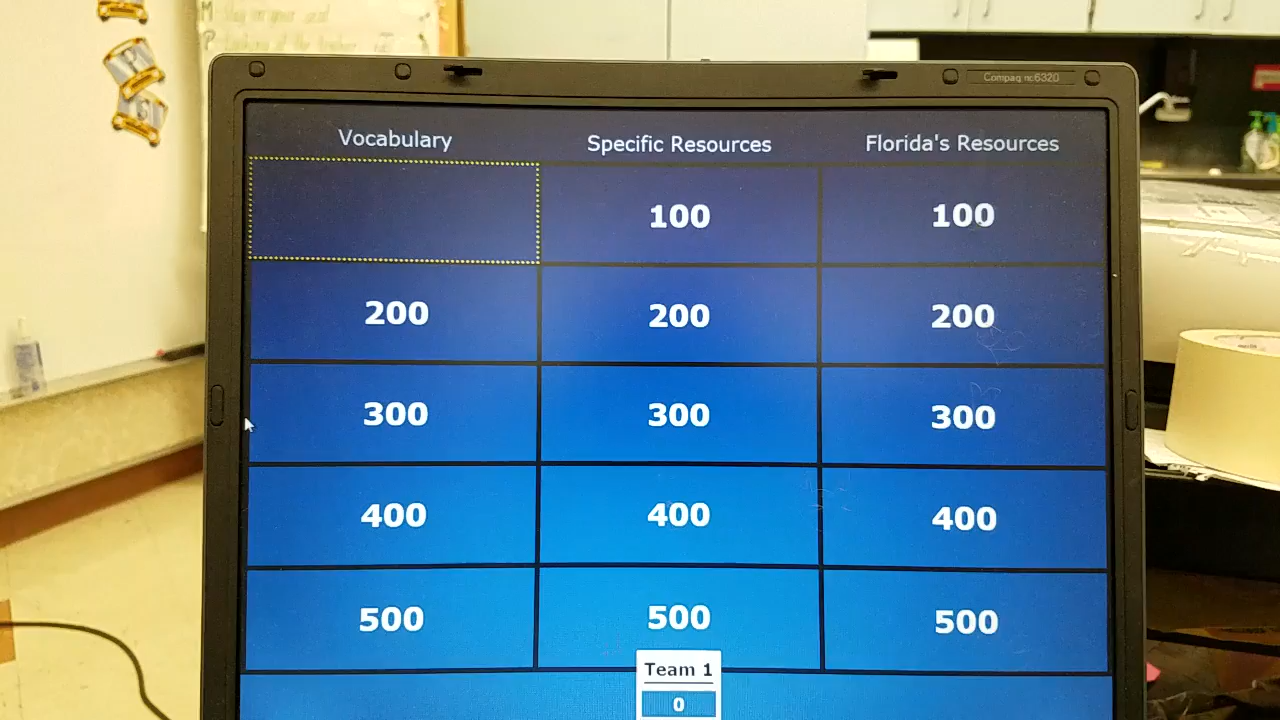 Compaq nc6320
Vocabulary Specific Resources Florida's Resources
100 100
200 200 200
300 300 300
400 400 400
500 500 500
Team 1
0